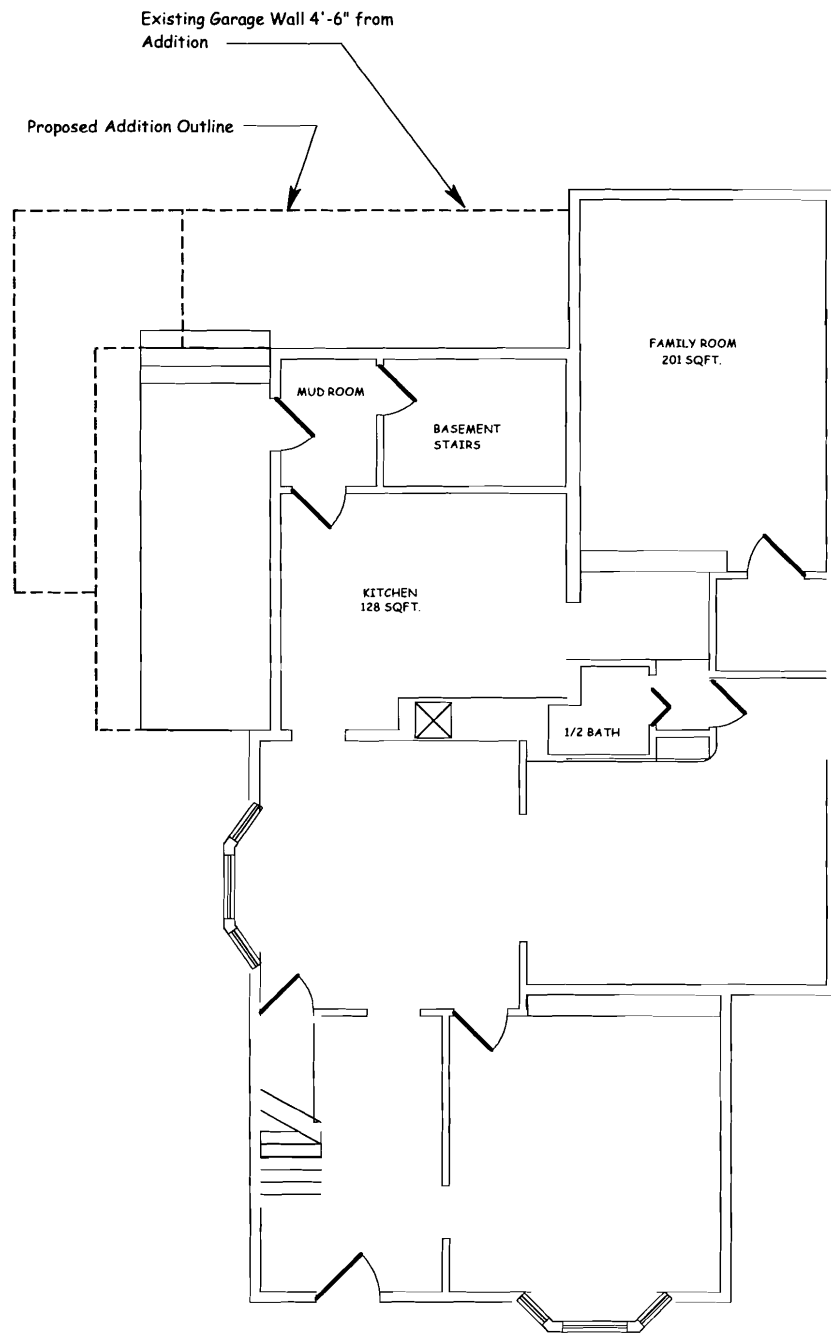 Existing Garage Wall 4'-6" from
Addition
Proposed Addition Outline
FAMILY ROOM
201 SQFT.
MUD ROOM
BASEMENT
STAIRS
KITCHEN
128 SQFT.
1/2 BATH